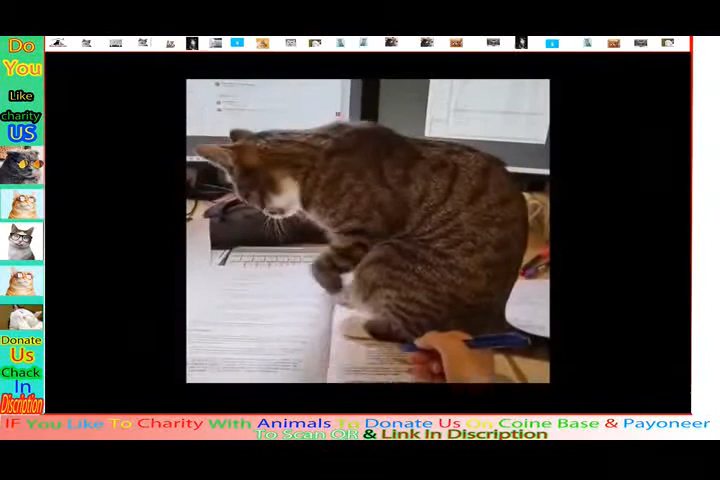 Do
You
Like
charity
US
Donate
Us
Chack
In
Discription
IF You Like To Charity With Animals To Donate Us On Coine Base & Payoneer
To Scan QR & Link In Discription